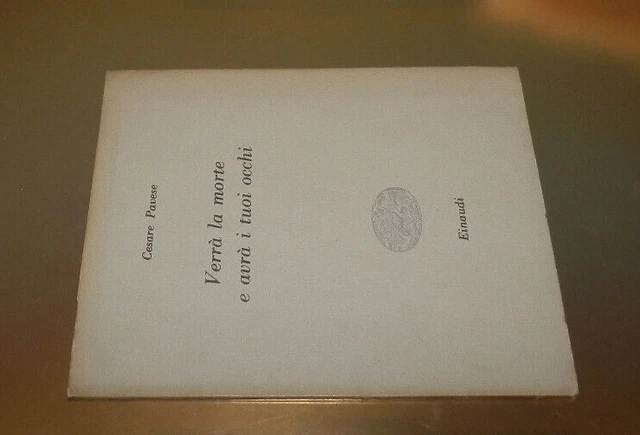 Cesare Pavese
Verrà la morte
e avrà i tuoi occhi
Einaudi